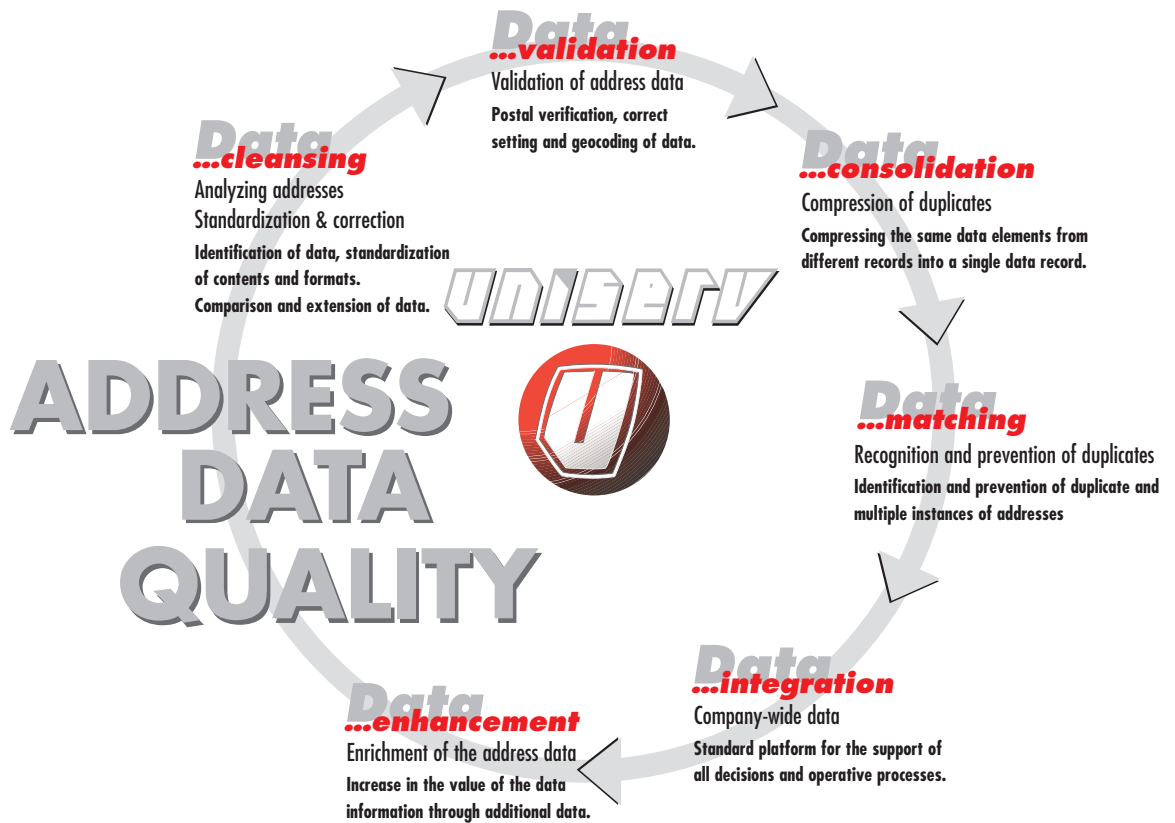 Data
...validation
Validation of address data
Postal verification, correct
setting and geocoding of data.
Data
...cleansing
Analyzing addresses
Standardization & correction
Identification of data, standardization
of contents and formats.
Comparison and extension of data.
Data
...consolidation
Compression of duplicates
Compressing the same data elements from
different records into a single data record.
uniserv
U
ADDRESS
DATA
QUALITY
Data
...matching
Recognition and prevention of duplicates
Identification and prevention of duplicate and
multiple instances of addresses
Data
...integration
Company-wide data
Standard platform for the support of
all decisions and operative processes.
Data
...enhancement
Enrichment of the address data
Increase in the value of the data
information through additional data.